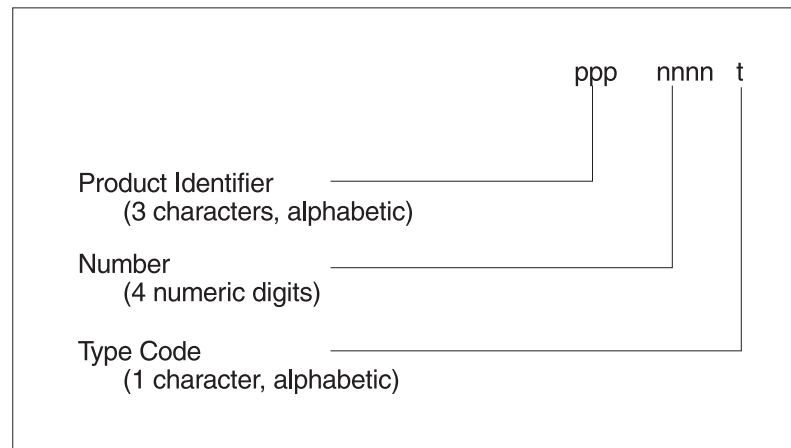 ppp nnnn t
Product Identifier
(3 characters, alphabetic)
Number
(4 numeric digits)
Type Code
(1 character, alphabetic)